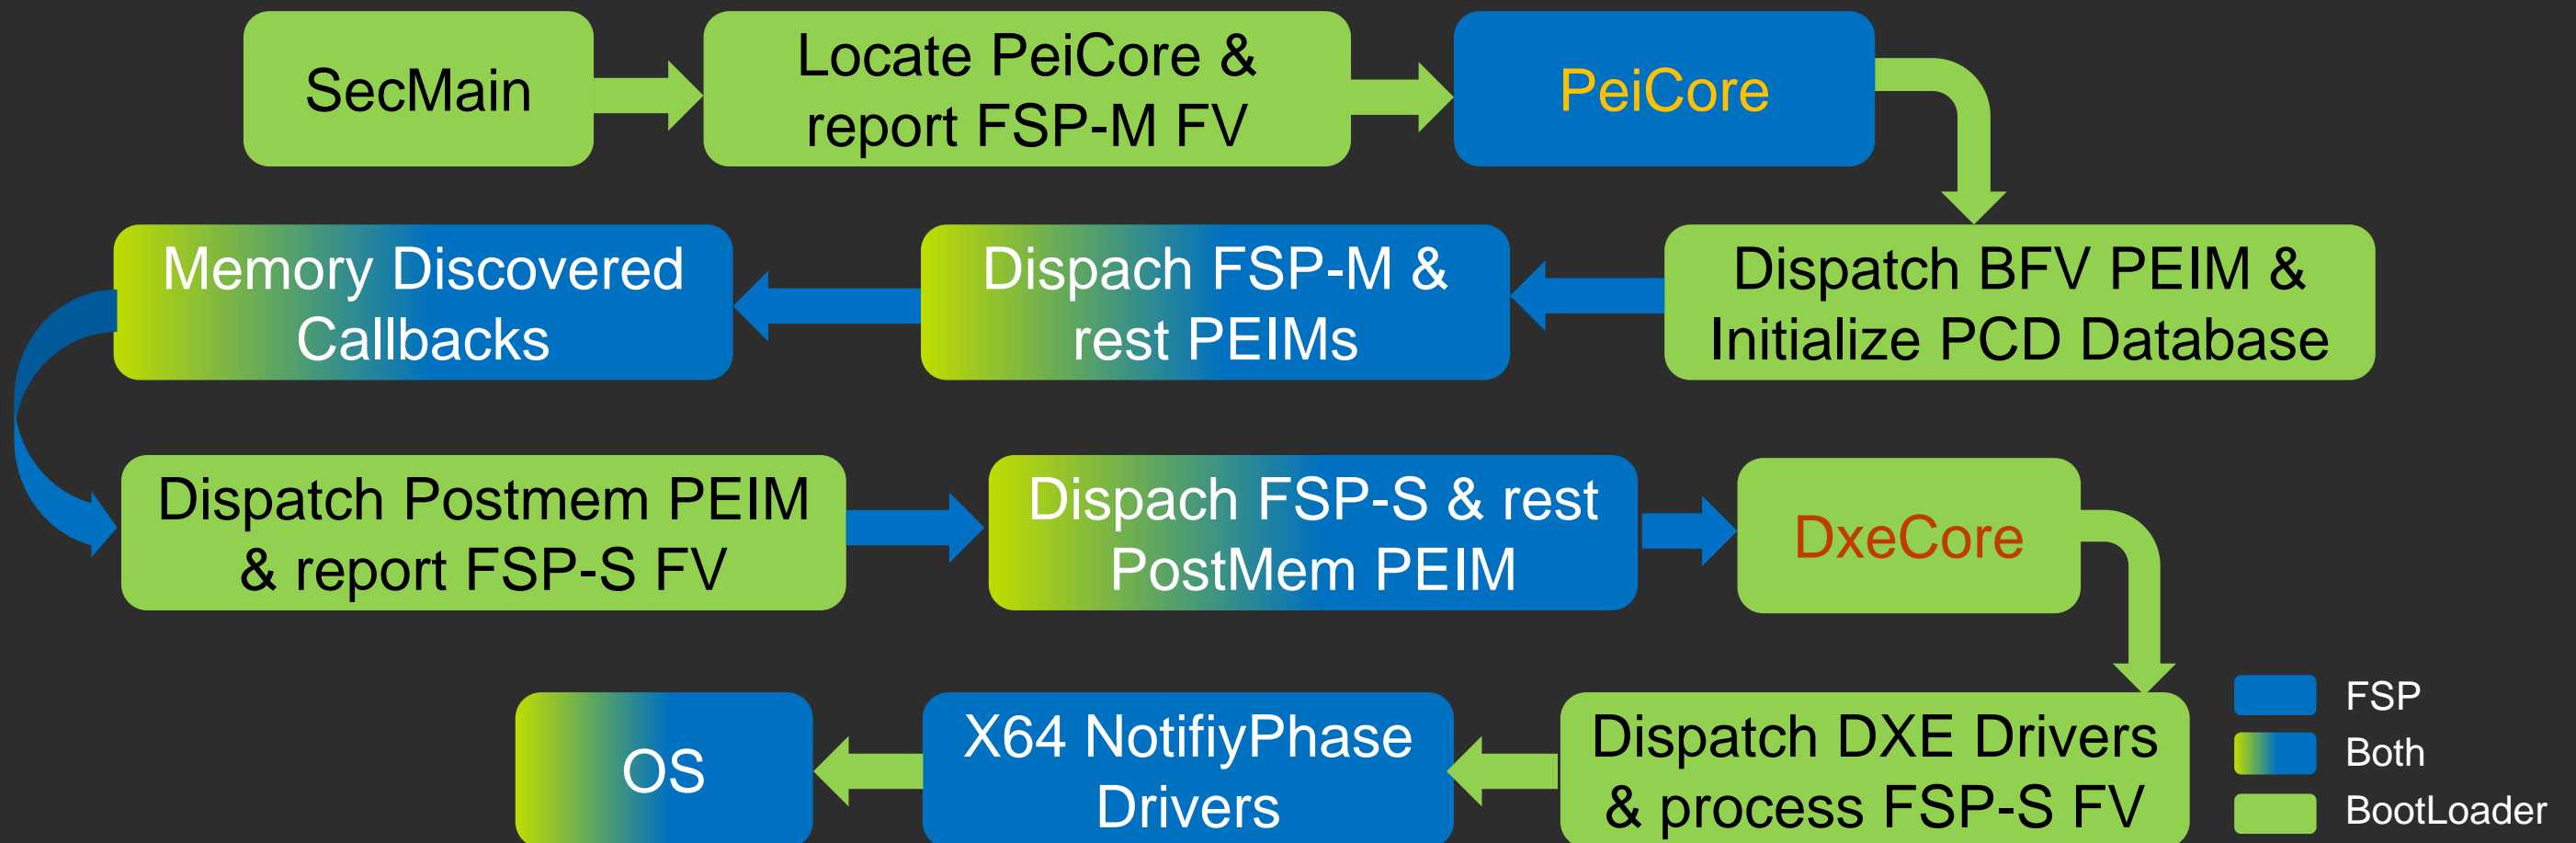 SecMain
Locate PeiCore &
report FSP-M FV
PeiCore
Dispatch BFV PEIM &
Initialize PCD Database
Dispach FSP-M &
rest PEIMs
Memory Discovered
Callbacks
Dispatch Postmem PEIM
& report FSP-S FV
Dispach FSP-S & rest
PostMem PEIM
DxeCore
Dispatch DXE Drivers
& process FSP-S FV
X64 NotifiyPhase
Drivers
OS
FSP
Both
BootLoader